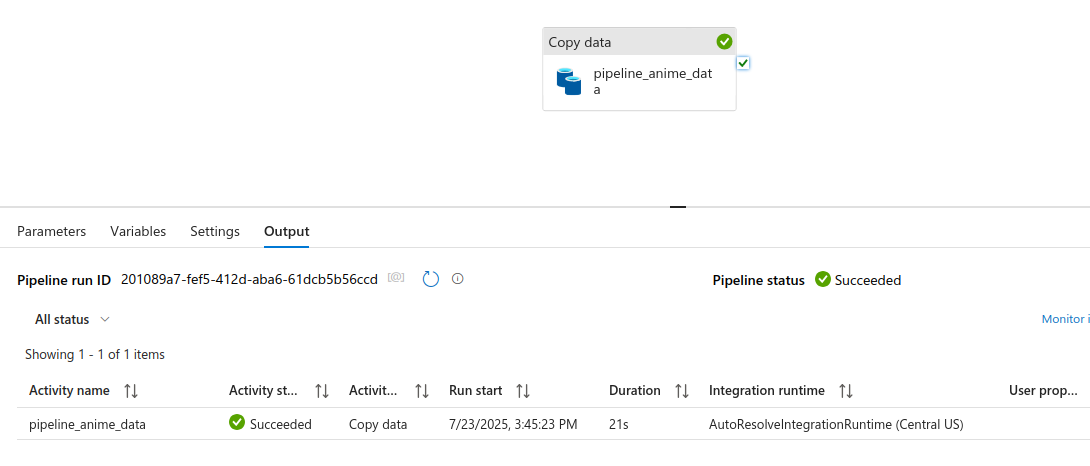 Copy data
pipeline_anime_dat
a
Parameters Variables Settings Output
Pipeline run ID 201089a7-fef5-412d-aba6-61dcb5b56ccd [@] Pipeline status Succeeded
All status
Monitor i
Showing 1 - 1 of 1 items
Activity name Activity st... Activit... Run start Duration Integration runtime User prop...
pipeline_anime_data Succeeded Copy data 7/23/2025, 3:45:23 PM 21s AutoResolveIntegrationRuntime (Central US)